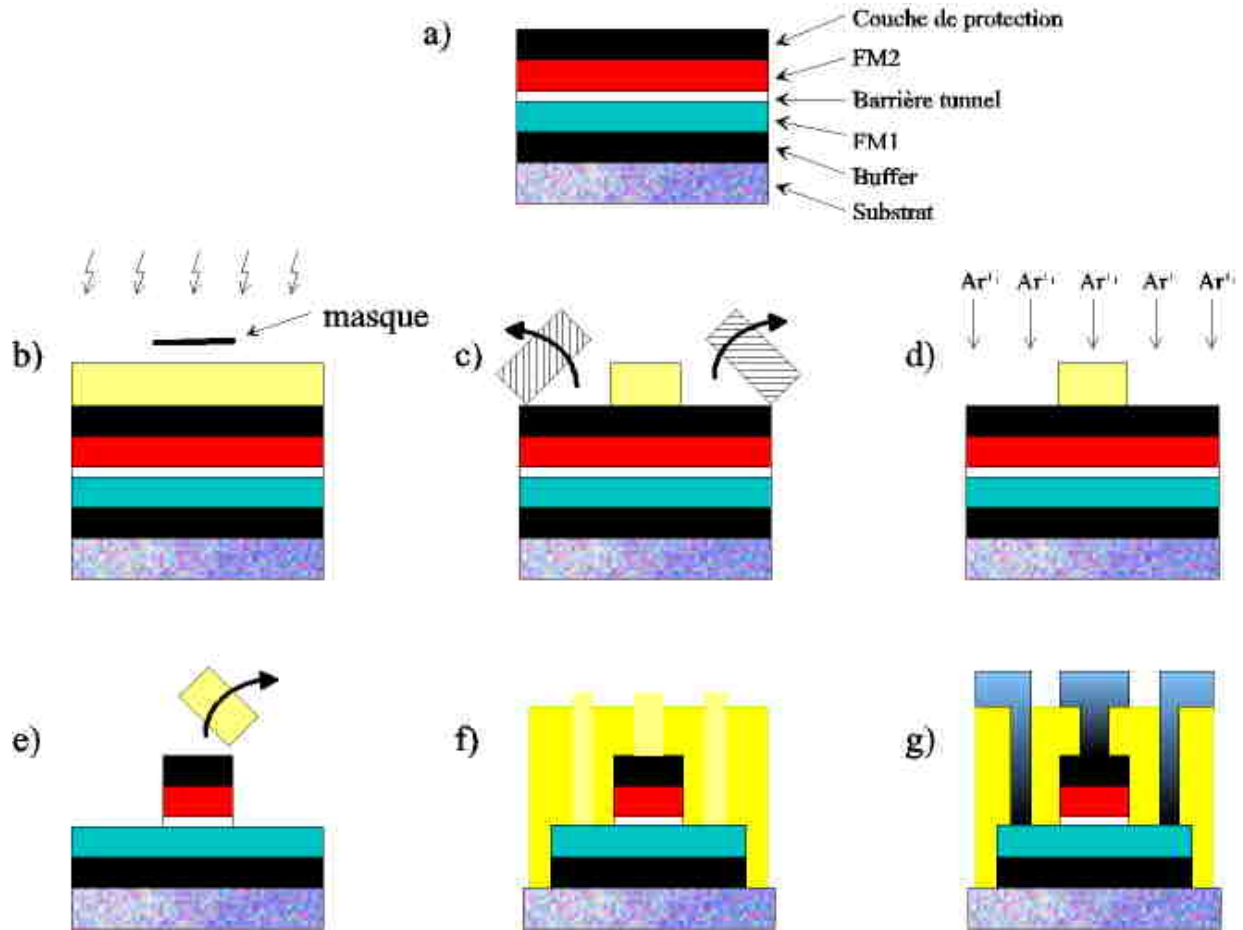 a)
Couche de protection
FM2
Barrière tunnel
FM1
Buffer
Substrat
b)
masque
c)
d)
Ar⁺
Ar⁺
Ar⁺
Ar⁺
Ar⁺
e)
f)
g)